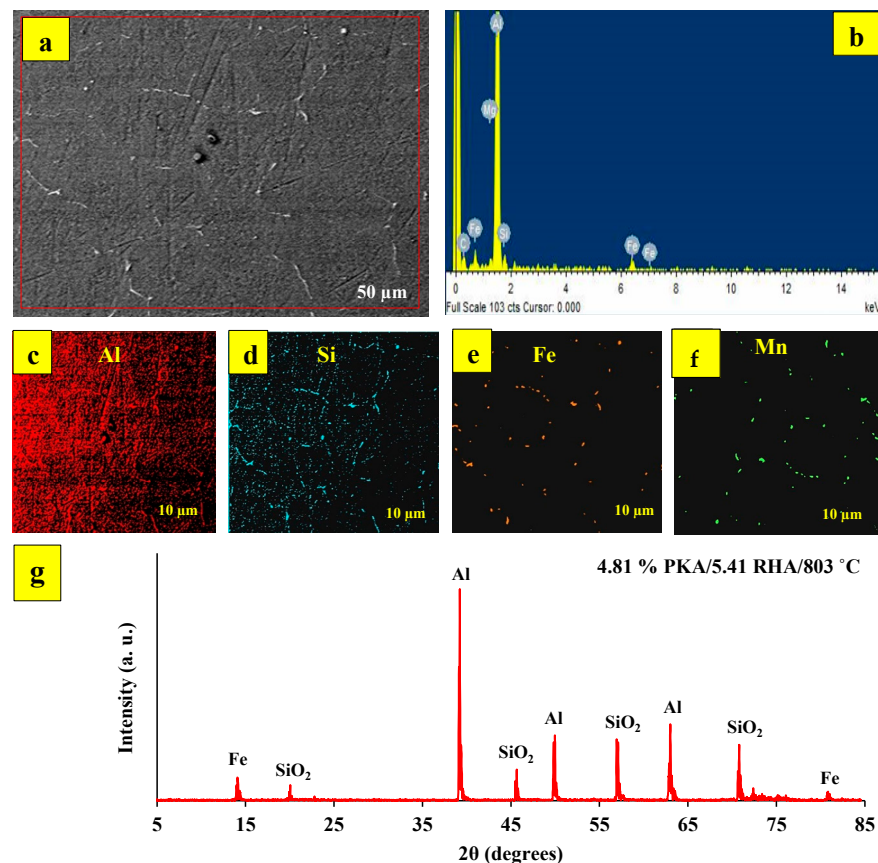 a
50 µm
b
Al
Mg
Fe
C
Si
Fe
Fe
0 2 4 6 8 10 12 14
Full Scale 103 cts Cursor: 0.000 keV
c
Al
10 µm
d
Si
10 µm
e
Fe
10 µm
f
Mn
10 µm
g
4.81 % PKA/5.41 RHA/803 ˚C
Intensity (a. u.)
Fe
SiO₂
Al
SiO₂
Al
SiO₂
Al
SiO₂
Fe
5 15 25 35 45 55 65 75 85
2θ (degrees)